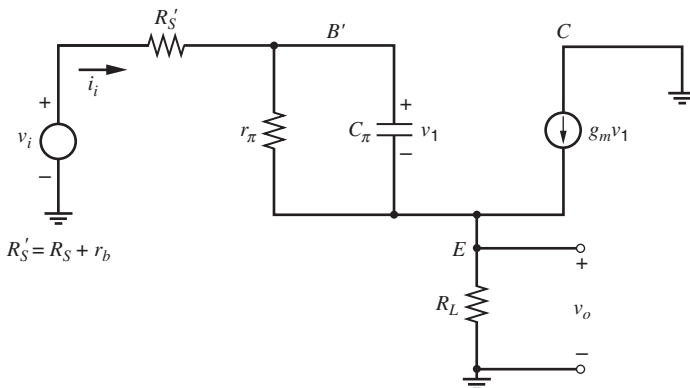 R_S′
B′
C
i_i
+
v_i
−
r_π
C_π
+
v_1
−
g_m v_1
R_S′ = R_S + r_b
E
+
R_L
v_o
−